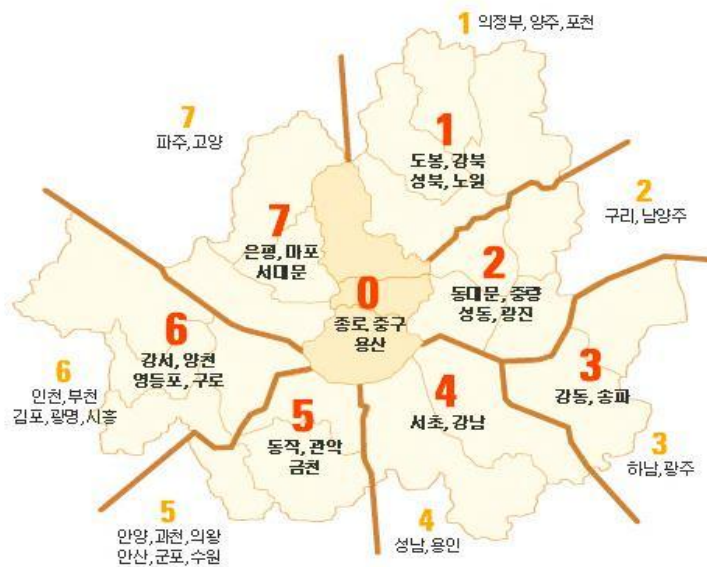 1 의정부, 양주, 포천
7
파주, 고양
1
도봉, 강북
성북, 노원
2
구리, 남양주
7
은평, 마포
서대문
2
동대문, 중랑
성동, 광진
0
종로, 중구
용산
6
강서, 양천
영등포, 구로
3
강동, 송파
6
인천, 부천
김포, 광명, 시흥
4
서초, 강남
5
동작, 관악
금천
3
하남, 광주
5
안양, 과천, 의왕
안산, 군포, 수원
4
성남, 용인